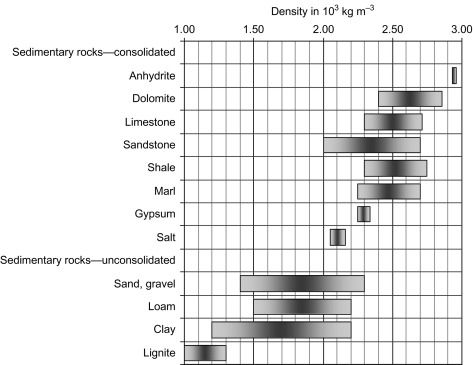 Density in 10³ kg m⁻³
1.00 1.50 2.00 2.50 3.00
Sedimentary rocks—consolidated
Anhydrite
Dolomite
Limestone
Sandstone
Shale
Marl
Gypsum
Salt
Sedimentary rocks—unconsolidated
Sand, gravel
Loam
Clay
Lignite